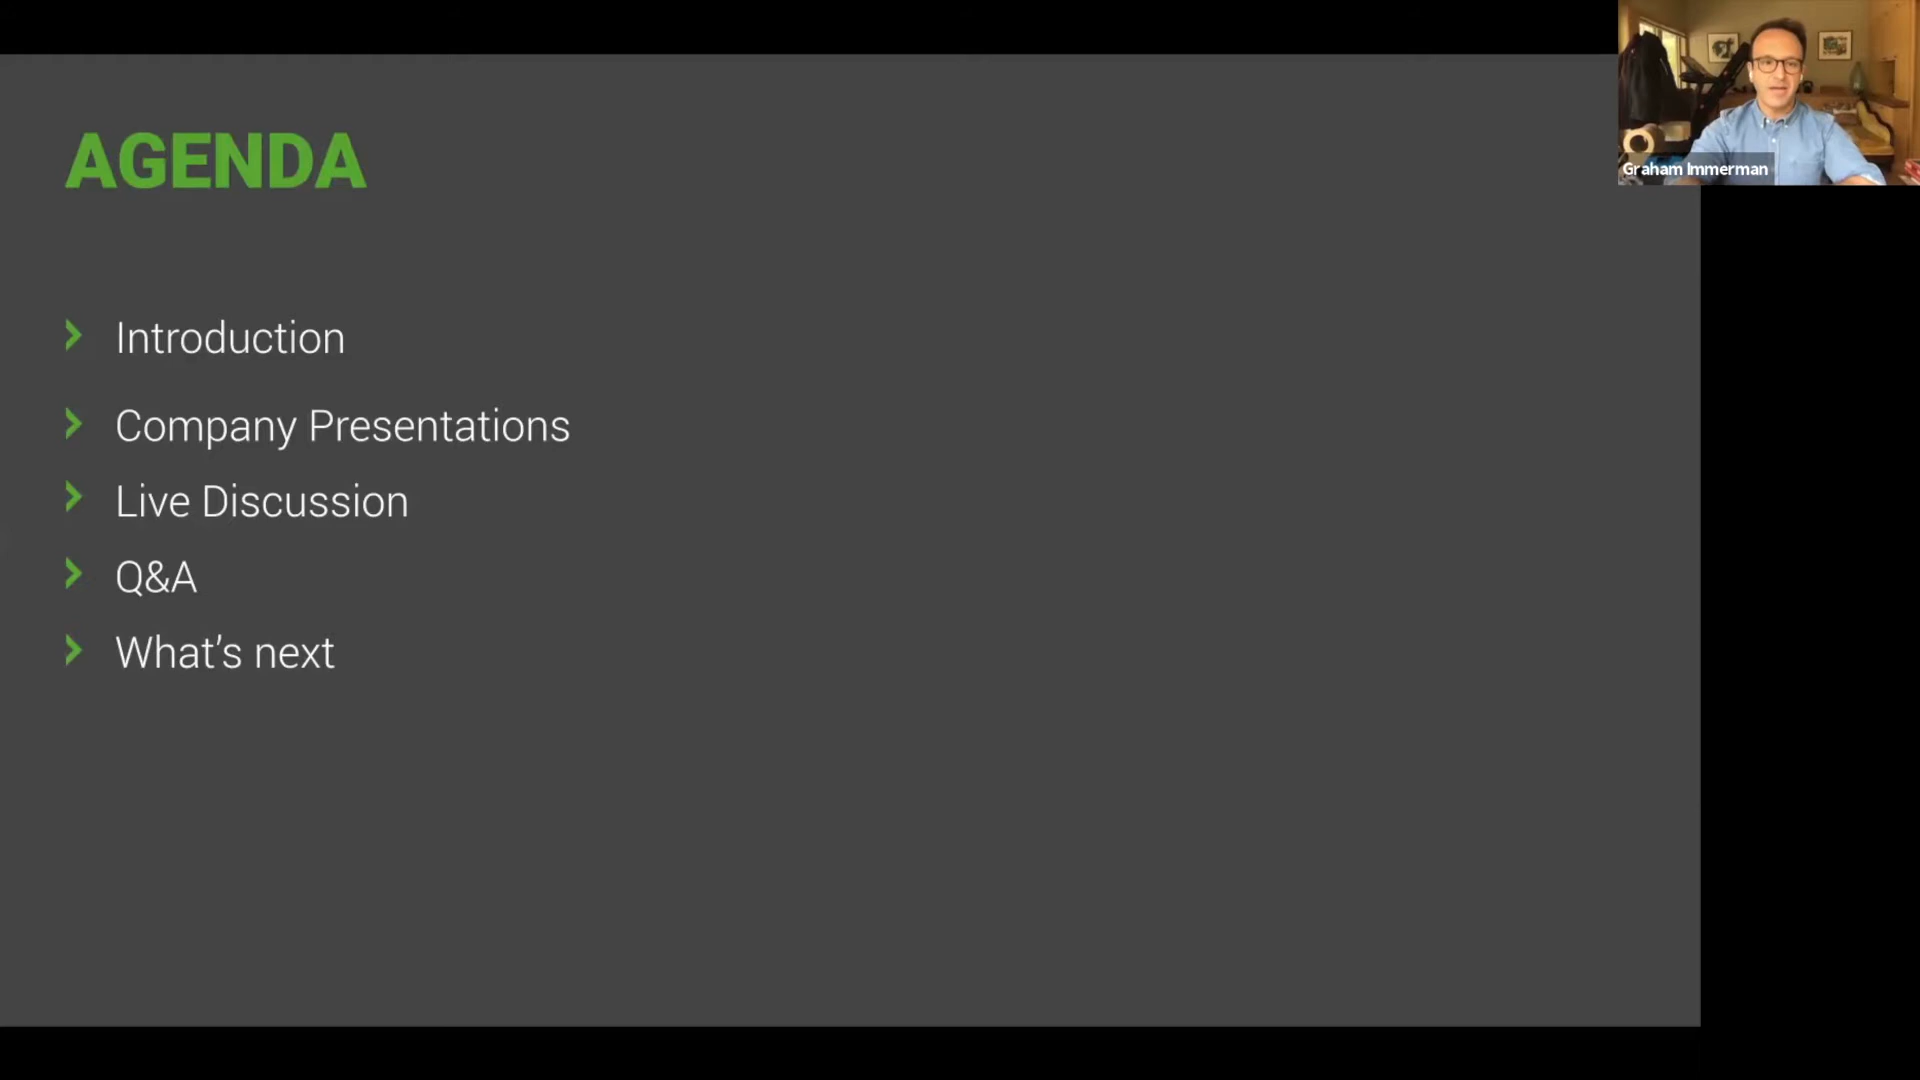 AGENDA
Introduction
Company Presentations
Live Discussion
Q&A
What’s next
Graham Immerman